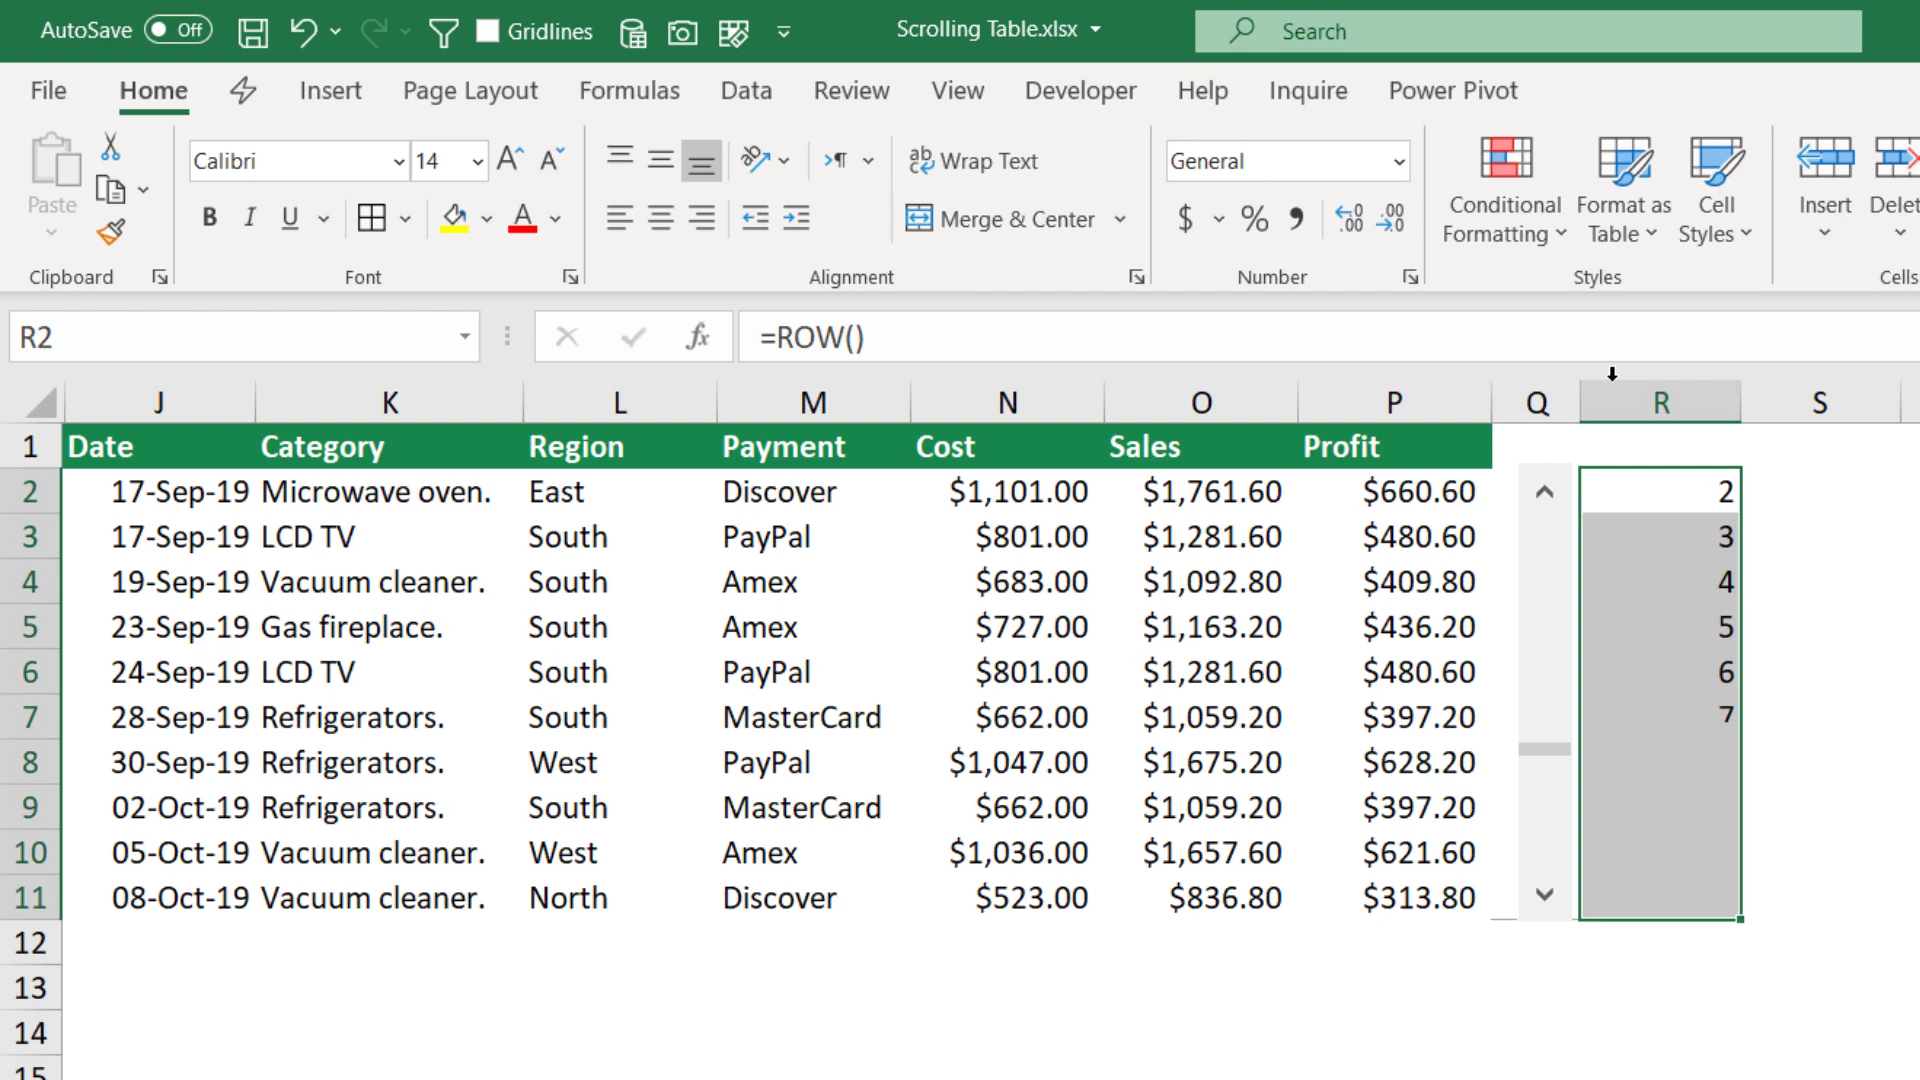 AutoSave Off Gridlines Scrolling Table.xlsx Search
File Home Insert Page Layout Formulas Data Review View Developer Help Inquire Power Pivot
Paste
Calibri 14
Wrap Text
General
B I U A
Merge & Center
$ % , .00
Conditional Formatting
Format as Table
Cell Styles
Insert Delet
Clipboard Font Alignment Number Styles Cells
R2 fx =ROW()
J K L M N O P Q R S
1 Date Category Region Payment Cost Sales Profit
2 17-Sep-19 Microwave oven. East Discover $1,101.00 $1,761.60 $660.60 2
3 17-Sep-19 LCD TV South PayPal $801.00 $1,281.60 $480.60 3
4 19-Sep-19 Vacuum cleaner. South Amex $683.00 $1,092.80 $409.80 4
5 23-Sep-19 Gas fireplace. South Amex $727.00 $1,163.20 $436.20 5
6 24-Sep-19 LCD TV South PayPal $801.00 $1,281.60 $480.60 6
7 28-Sep-19 Refrigerators. South MasterCard $662.00 $1,059.20 $397.20 7
8 30-Sep-19 Refrigerators. West PayPal $1,047.00 $1,675.20 $628.20
9 02-Oct-19 Refrigerators. South MasterCard $662.00 $1,059.20 $397.20
10 05-Oct-19 Vacuum cleaner. West Amex $1,036.00 $1,657.60 $621.60
11 08-Oct-19 Vacuum cleaner. North Discover $523.00 $836.80 $313.80
12
13
14
15